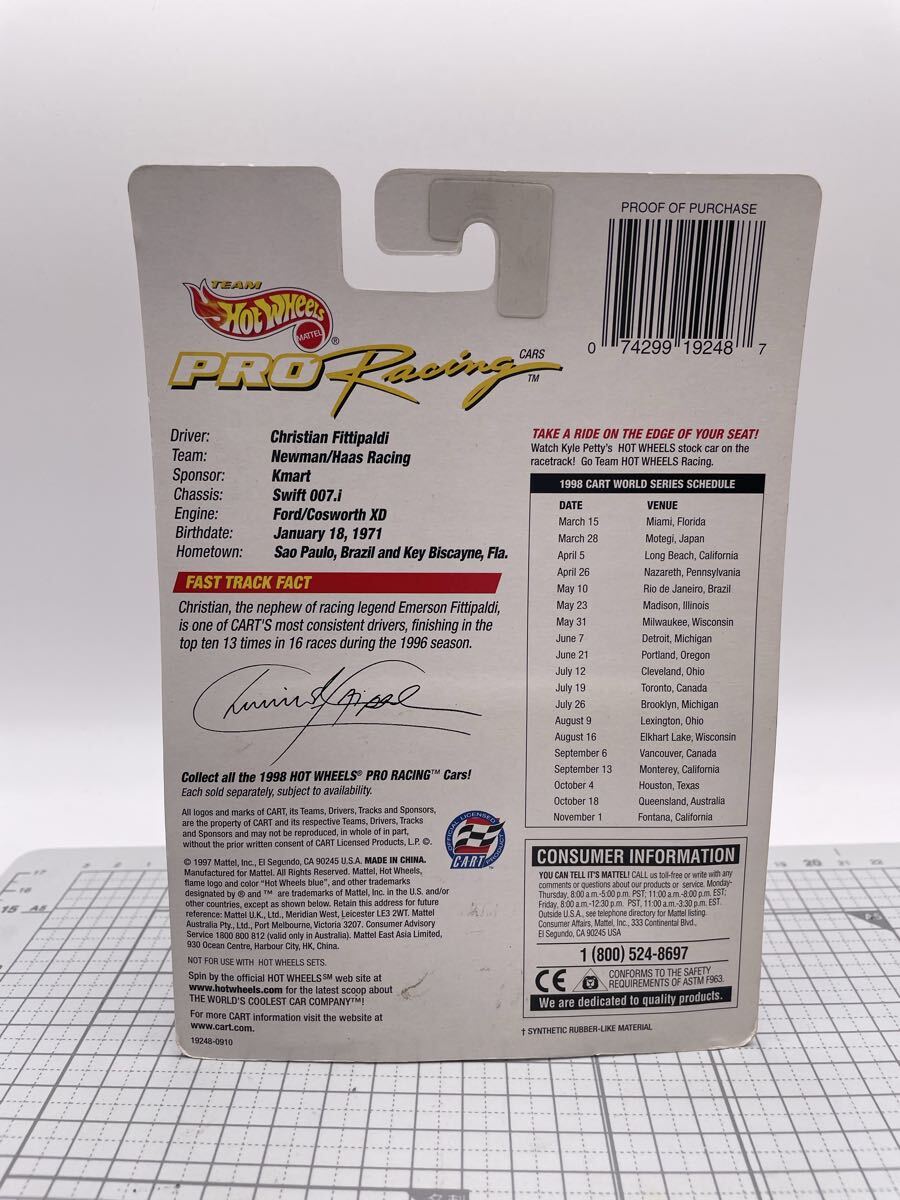 PROOF OF PURCHASE
0 74299 19248 7
TEAM
Hot Wheels
MATTEL ®
PRO Racing CARS ™
Driver: Christian Fittipaldi
Team: Newman/Haas Racing
Sponsor: Kmart
Chassis: Swift 007.i
Engine: Ford/Cosworth XD
Birthdate: January 18, 1971
Hometown: Sao Paulo, Brazil and Key Biscayne, Fla.
FAST TRACK FACT
Christian, the nephew of racing legend Emerson Fittipaldi,
is one of CART'S most consistent drivers, finishing in the
top ten 13 times in 16 races during the 1996 season.
Collect all the 1998 HOT WHEELS® PRO RACING™ Cars!
Each sold separately, subject to availability.
All logos and marks of CART, its Teams, Drivers, Tracks and Sponsors,
are the property of CART and its respective Teams, Drivers, Tracks
and Sponsors and may not be reproduced, in whole of in part,
without the prior written consent of CART Licensed Products, L.P. ©.
OFFICIAL LICENSED
CART
PRODUCT
© 1997 Mattel, Inc., El Segundo, CA 90245 U.S.A. MADE IN CHINA.
Manufactured for Mattel. All Rights Reserved. Mattel, Hot Wheels,
flame logo and color "Hot Wheels blue", and other trademarks
designated by ® and ™ are trademarks of Mattel, Inc. in the U.S. and/or
other countries, except as shown below. Retain this address for future
reference: Mattel U.K., Ltd., Meridian West, Leicester LE3 2WT. Mattel
Australia Pty., Ltd., Port Melbourne, Victoria 3207. Consumer Advisory
Service 1800 800 812 (valid only in Australia). Mattel East Asia Limited,
930 Ocean Centre, Harbour City, HK, China.
NOT FOR USE WITH HOT WHEELS SETS.
Spin by the official HOT WHEELS℠ web site at
www.hotwheels.com for the latest scoop about
THE WORLD'S COOLEST CAR COMPANY™!
For more CART information visit the website at
www.cart.com.
19248-0910
TAKE A RIDE ON THE EDGE OF YOUR SEAT!
Watch Kyle Petty's HOT WHEELS stock car on the
racetrack! Go Team HOT WHEELS Racing.
1998 CART WORLD SERIES SCHEDULE
DATE VENUE
March 15 Miami, Florida
March 28 Motegi, Japan
April 5 Long Beach, California
April 26 Nazareth, Pennsylvania
May 10 Rio de Janeiro, Brazil
May 23 Madison, Illinois
May 31 Milwaukee, Wisconsin
June 7 Detroit, Michigan
June 21 Portland, Oregon
July 12 Cleveland, Ohio
July 19 Toronto, Canada
July 26 Brooklyn, Michigan
August 9 Lexington, Ohio
August 16 Elkhart Lake, Wisconsin
September 6 Vancouver, Canada
September 13 Monterey, California
October 4 Houston, Texas
October 18 Queensland, Australia
November 1 Fontana, California
CONSUMER INFORMATION
YOU CAN TELL IT'S MATTEL! CALL us toll-free or write with any
comments or questions about our products or service. Monday-
Thursday, 8:00 a.m.-5:00 p.m. PST, 11:00 a.m.-8:00 p.m. EST;
Friday, 8:00 a.m.-12:30 p.m. PST, 11:00 a.m.-3:30 p.m. EST.
Outside U.S.A., see telephone directory for Mattel listing.
Consumer Affairs, Mattel, Inc., 333 Continental Blvd.,
El Segundo, CA 90245 USA
1 (800) 524-8697
CE CONFORMS TO THE SAFETY
REQUIREMENTS OF ASTM F963.
We are dedicated to quality products.
† SYNTHETIC RUBBER-LIKE MATERIAL
15 A5
17
20
21
22